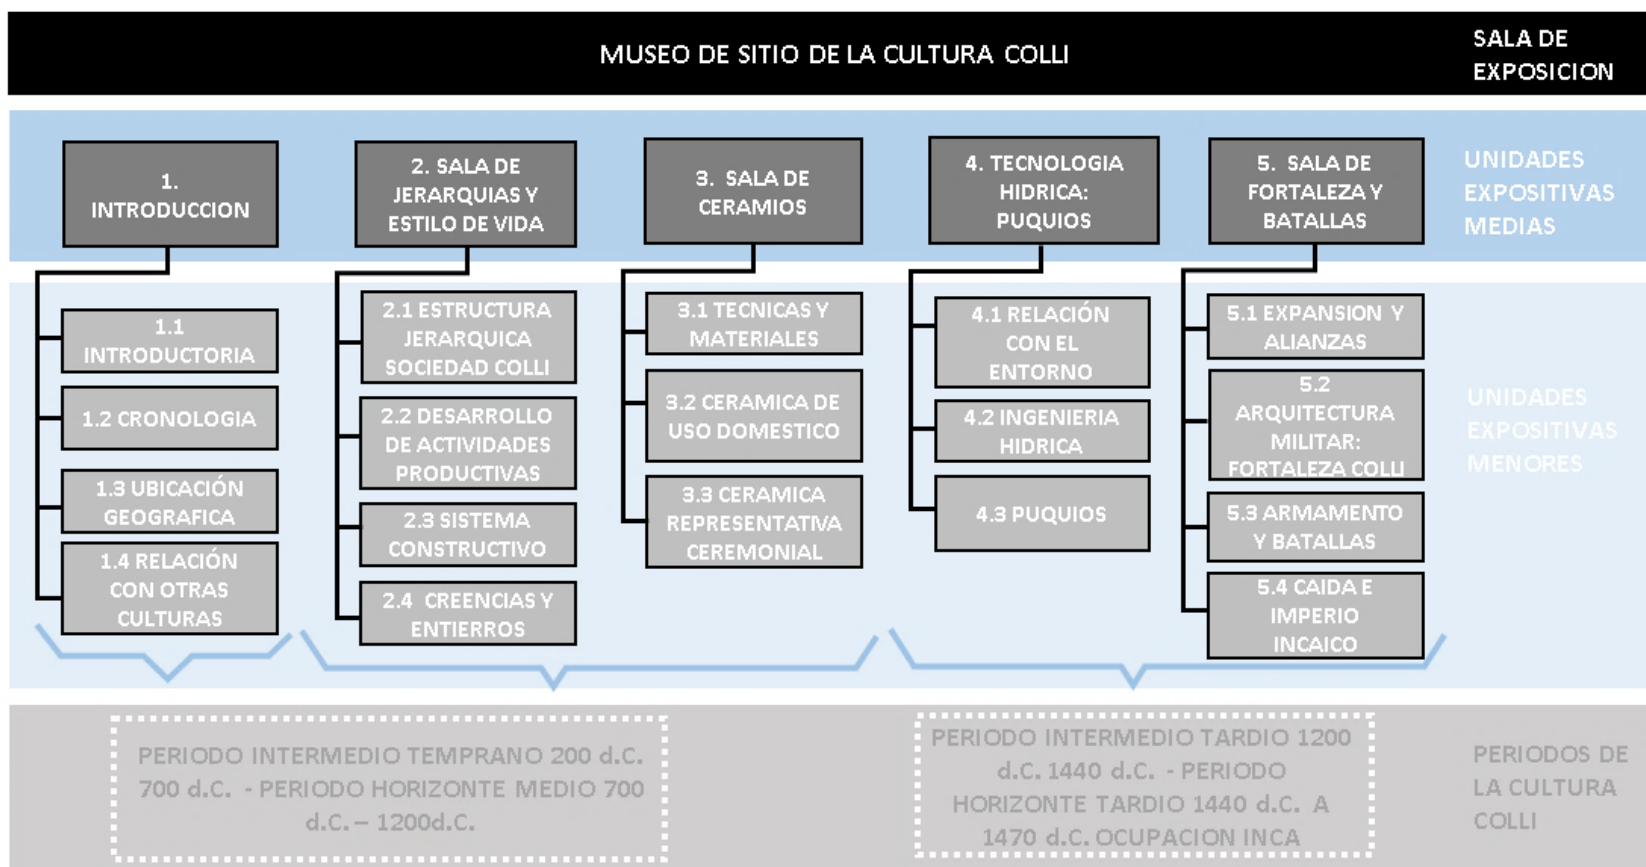 MUSEO DE SITIO DE LA CULTURA COLLI
SALA DE
EXPOSICION
1.
INTRODUCCION
2. SALA DE
JERARQUIAS Y
ESTILO DE VIDA
3. SALA DE
CERAMIOS
4. TECNOLOGIA
HIDRICA:
PUQUIOS
5. SALA DE
FORTALEZA Y
BATALLAS
UNIDADES
EXPOSITIVAS
MEDIAS
1.1
INTRODUCTORIA
1.2 CRONOLOGIA
1.3 UBICACIÓN
GEOGRAFICA
1.4 RELACIÓN
CON OTRAS
CULTURAS
2.1 ESTRUCTURA
JERARQUICA
SOCIEDAD COLLI
2.2 DESARROLLO
DE ACTIVIDADES
PRODUCTIVAS
2.3 SISTEMA
CONSTRUCTIVO
2.4 CREENCIAS Y
ENTIERROS
3.1 TECNICAS Y
MATERIALES
3.2 CERAMICA DE
USO DOMESTICO
3.3 CERAMICA
REPRESENTATIVA
CEREMONIAL
4.1 RELACIÓN
CON EL
ENTORNO
4.2 INGENIERIA
HIDRICA
4.3 PUQUIOS
5.1 EXPANSION Y
ALIANZAS
5.2
ARQUITECTURA
MILITAR:
FORTALEZA COLLI
5.3 ARMAMENTO
Y BATALLAS
5.4 CAIDA E
IMPERIO
INCAICO
UNIDADES
EXPOSITIVAS
MENORES
PERIODO INTERMEDIO TEMPRANO 200 d.C.
700 d.C. - PERIODO HORIZONTE MEDIO 700
d.C. – 1200d.C.
PERIODO INTERMEDIO TARDIO 1200
d.C. 1440 d.C. - PERIODO
HORIZONTE TARDIO 1440 d.C. A
1470 d.C. OCUPACION INCA
PERIODOS DE
LA CULTURA
COLLI